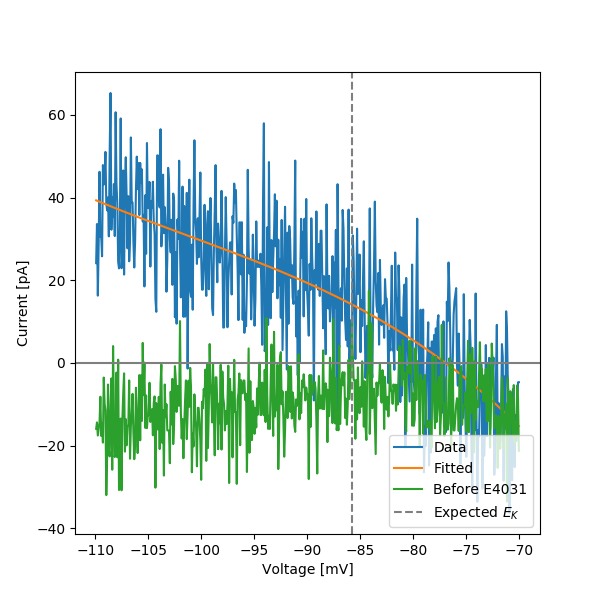 60
40
20
0
−20
−40
Current [pA]
Data
Fitted
Before E4031
Expected E_K
−110 −105 −100 −95 −90 −85 −80 −75 −70
Voltage [mV]